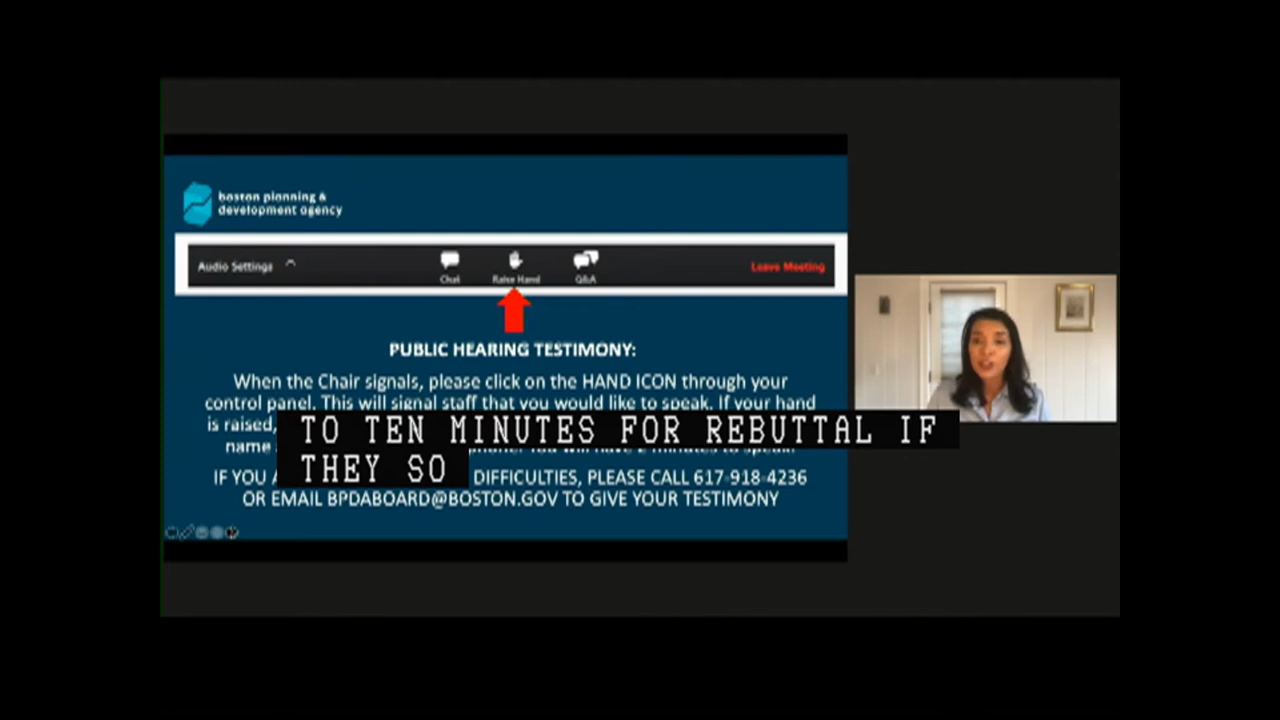 boston planning &
development agency
Audio Settings
Chat
Raise Hand
Q&A
Leave Meeting
PUBLIC HEARING TESTIMONY:
When the Chair signals, please click on the HAND ICON through your
control panel. This will signal staff that you would like to speak. If your hand
is raised,
name
TO TEN MINUTES FOR REBUTTAL IF
THEY SO
IF YOU
DIFFICULTIES, PLEASE CALL 617-918-4236
OR EMAIL BPDABOARD@BOSTON.GOV TO GIVE YOUR TESTIMONY